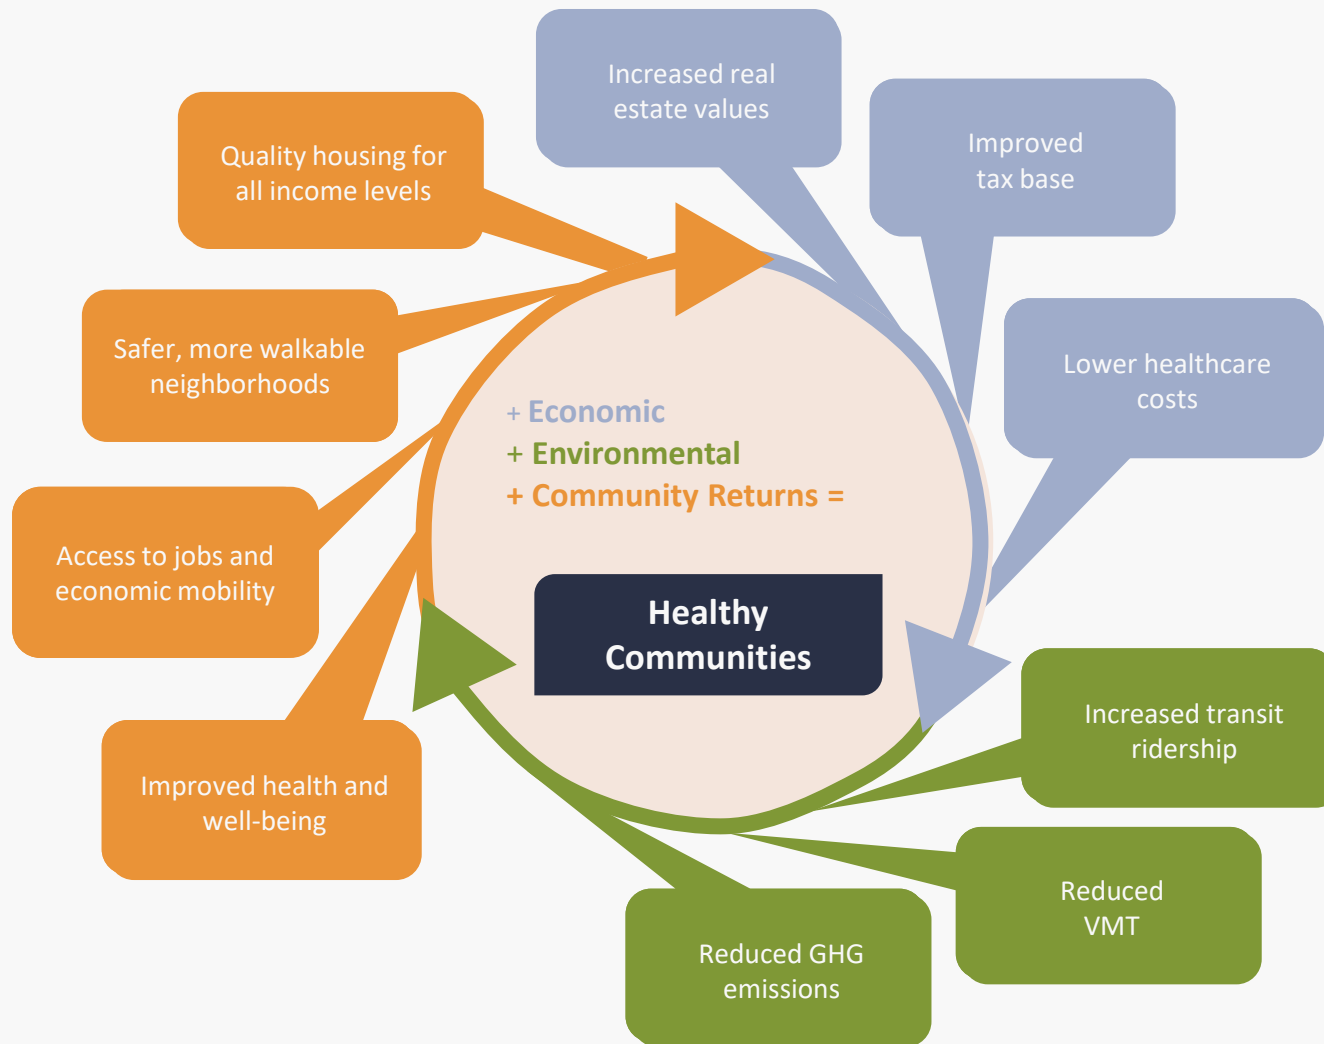 Increased real
estate values
Quality housing for
all income levels
Improved
tax base
Safer, more walkable
neighborhoods
Lower healthcare
costs
+ Economic
+ Environmental
+ Community Returns =
Healthy
Communities
Access to jobs and
economic mobility
Increased transit
ridership
Improved health and
well-being
Reduced
VMT
Reduced GHG
emissions